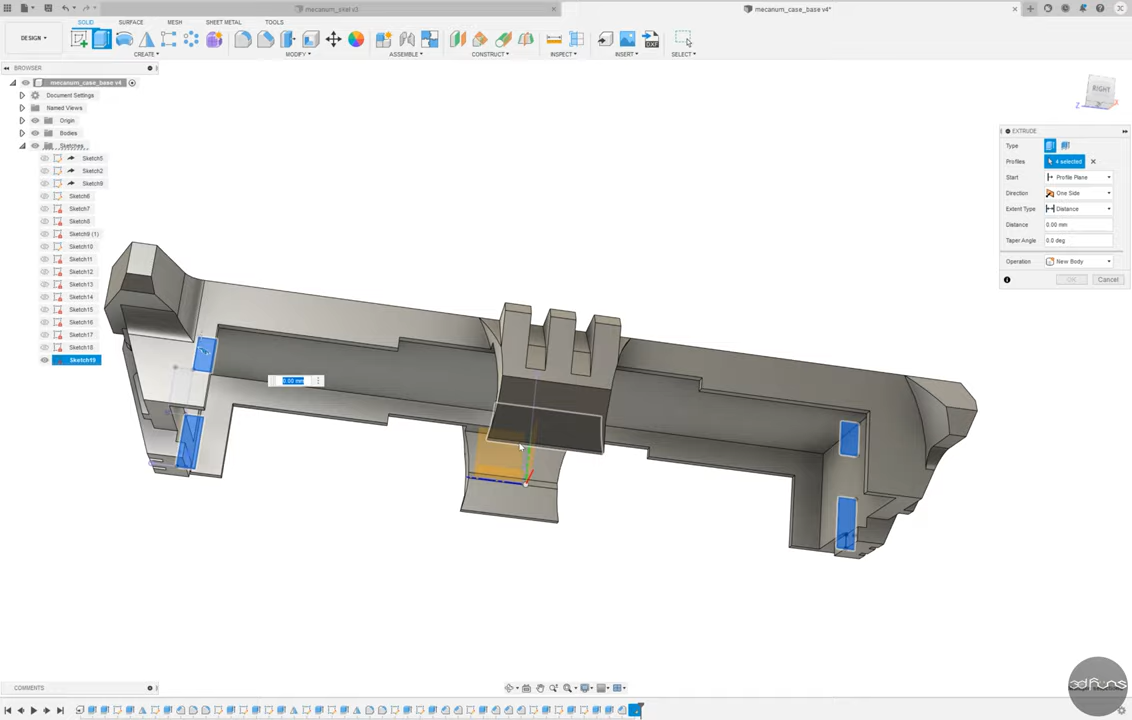 mecanum_sket v3
mecanum_case_base v4*
DESIGN
SOLID
SURFACE
MESH
SHEET METAL
TOOLS
CREATE
MODIFY
ASSEMBLE
CONSTRUCT
INSPECT
INSERT
SELECT
BROWSER
mecanum_case_base v4
Document Settings
Named Views
Origin
Bodies
Sketches
Sketch5
Sketch2
Sketch9
Sketch6
Sketch7
Sketch8
Sketch9 (1)
Sketch10
Sketch11
Sketch12
Sketch13
Sketch14
Sketch15
Sketch16
Sketch17
Sketch18
Sketch19
0.00 mm
RIGHT
Z
X
EXTRUDE
Type
Profiles
4 selected
Start
Profile Plane
Direction
One Side
Extent Type
Distance
Distance
0.00 mm
Taper Angle
0.0 deg
Operation
New Body
OK
Cancel
COMMENTS
DXF